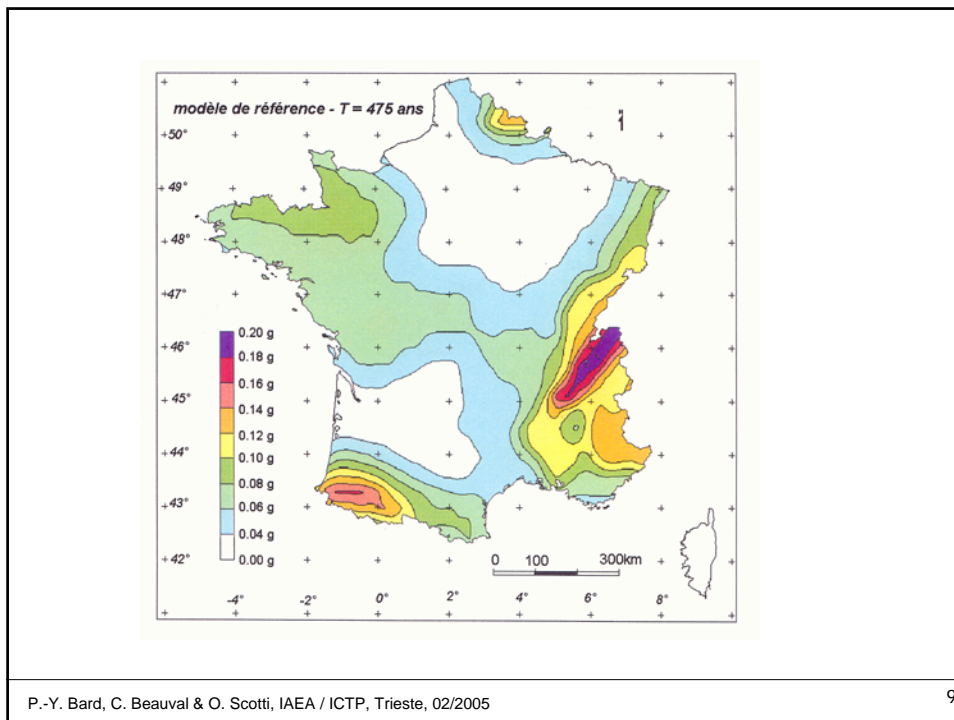 modèle de référence - T = 475 ans
50°
49°
48°
47°
46°
45°
44°
43°
42°
0.20 g
0.18 g
0.16 g
0.14 g
0.12 g
0.10 g
0.08 g
0.06 g
0.04 g
0.00 g
0 100 300km
-4° -2° 0° 2° 4° 6° 8°
P.-Y. Bard, C. Beauval & O. Scotti, IAEA / ICTP, Trieste, 02/2005
9